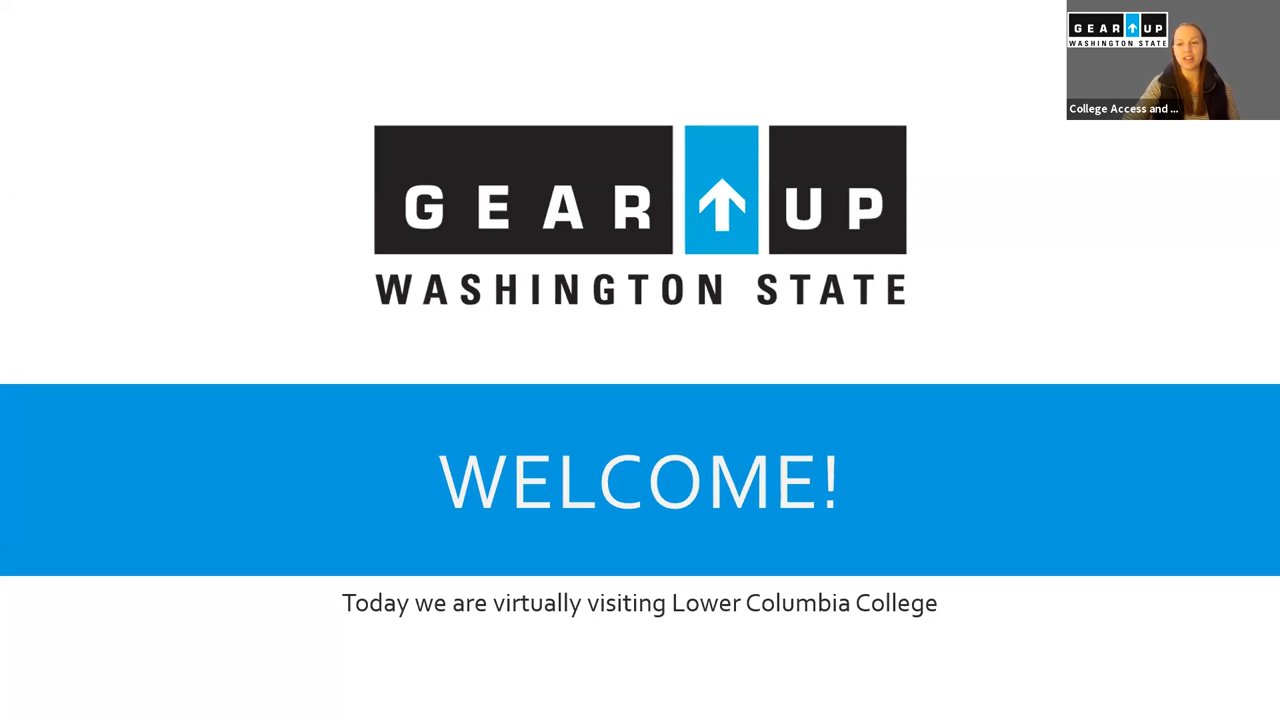 GEAR UP
WASHINGTON STATE
College Access and ...
GEAR UP
WASHINGTON STATE
WELCOME!
Today we are virtually visiting Lower Columbia College